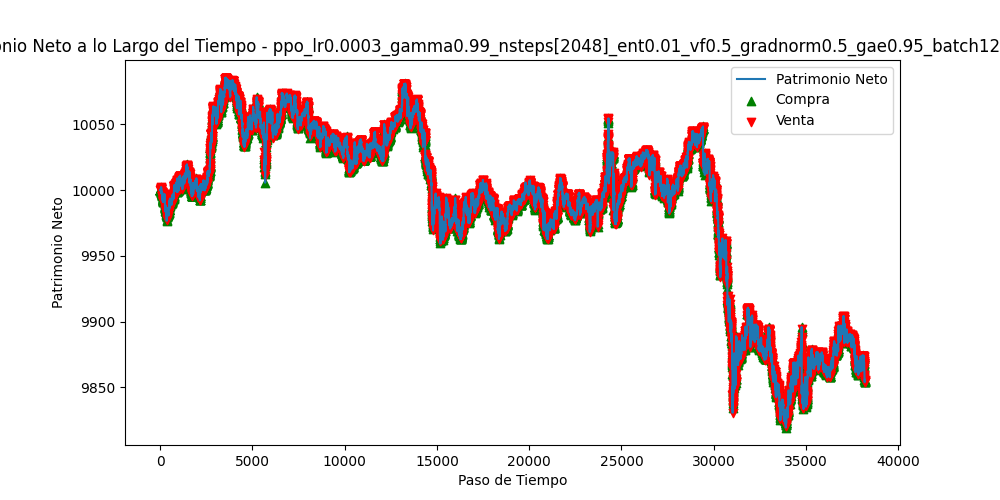 nio Neto a lo Largo del Tiempo - ppo_lr0.0003_gamma0.99_nsteps[2048]_ent0.01_vf0.5_gradnorm0.5_gae0.95_batch12
Patrimonio Neto
Compra
Venta
Patrimonio Neto
10050
10000
9950
9900
9850
0 5000 10000 15000 20000 25000 30000 35000 40000
Paso de Tiempo